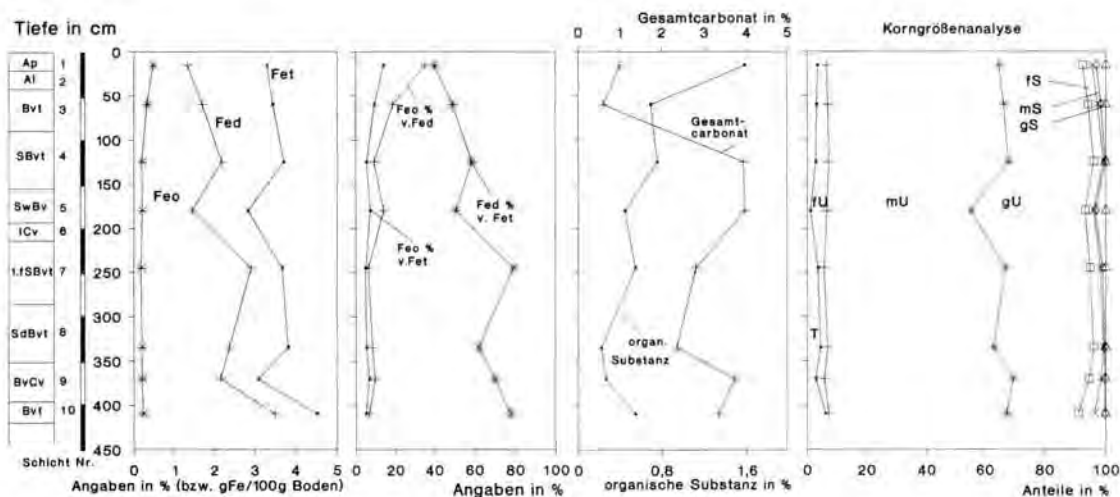 Tiefe in cm
Gesamtcarbonat in %
0 1 2 3 4 5
Korngrößenanalyse
0
50
100
150
200
250
300
350
400
450
Ap 1
Al 2
Bvt 3
SBvt 4
SwBv 5
lCv 6
7
SdBvt 8
BvCv 9
Bvt 10
Schicht Nr.
Fet
Fed
Feo
0 1 2 3 4 5
Angaben in % (bzw. gFe/100g Boden)
Feo %
v.Fed
Fed %
v. Fet
Feo %
v.Fet
0 20 40 60 80 100
Angaben in %
Gesamt-
carbonat
organ.
Substanz
0 0,8 1,6
organische Substanz in %
fS
mS
gS
fU
mU
gU
T
0 20 40 60 80 100
Anteile in %